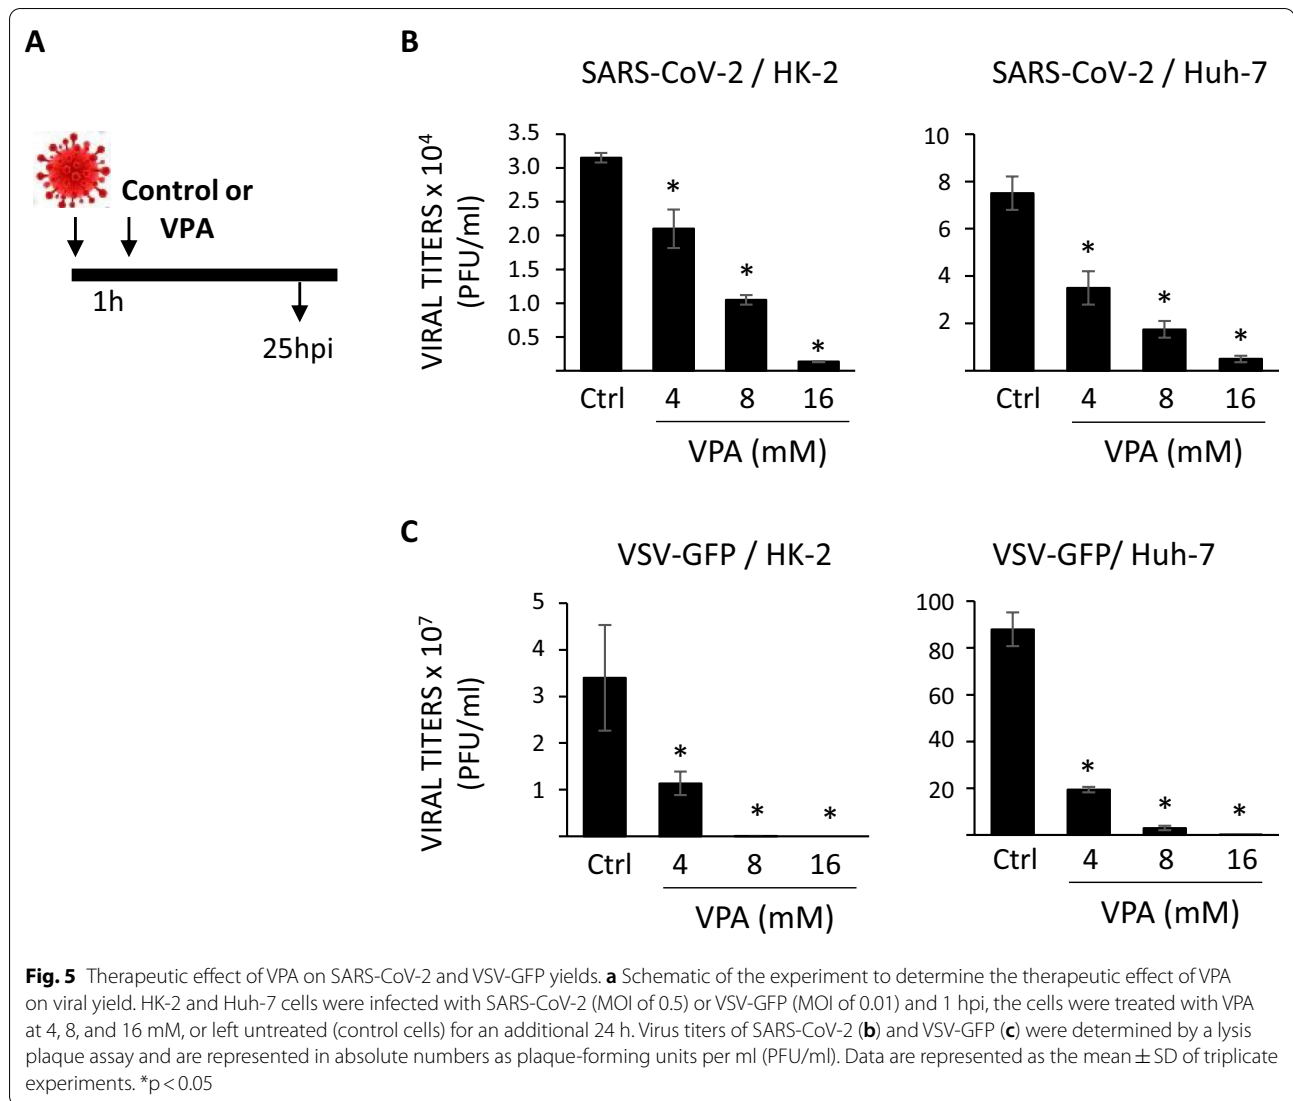 A
Control or
VPA
1h
25hpi
B
SARS-CoV-2 / HK-2
VIRAL TITERS x 10⁴
(PFU/ml)
3.5
3.0
2.5
2.0
1.5
1.0
0.5
*
*
*
Ctrl 4 8 16
VPA (mM)
SARS-CoV-2 / Huh-7
10
8
6
4
2
*
*
*
Ctrl 4 8 16
VPA (mM)
C
VSV-GFP / HK-2
VIRAL TITERS x 10⁷
(PFU/ml)
5
4
3
2
1
*
* *
Ctrl 4 8 16
VPA (mM)
VSV-GFP/ Huh-7
100
80
60
40
20
*
*
*
Ctrl 4 8 16
VPA (mM)
Fig. 5 Therapeutic effect of VPA on SARS-CoV-2 and VSV-GFP yields. a Schematic of the experiment to determine the therapeutic effect of VPA
on viral yield. HK-2 and Huh-7 cells were infected with SARS-CoV-2 (MOI of 0.5) or VSV-GFP (MOI of 0.01) and 1 hpi, the cells were treated with VPA
at 4, 8, and 16 mM, or left untreated (control cells) for an additional 24 h. Virus titers of SARS-CoV-2 (b) and VSV-GFP (c) were determined by a lysis
plaque assay and are represented in absolute numbers as plaque-forming units per ml (PFU/ml). Data are represented as the mean ± SD of triplicate
experiments. *p < 0.05